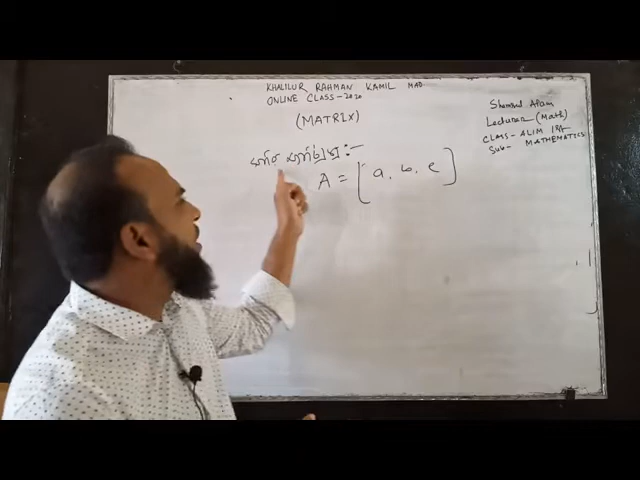 KHALILUR RAHMAN KAMIL MAD
ONLINE CLASS-2020
(MATRIX)
A = [a, b, c]
Shamsul Alam
Lecturer (Math)
CLASS- ALIM 1st
Sub- MATHEMATICS